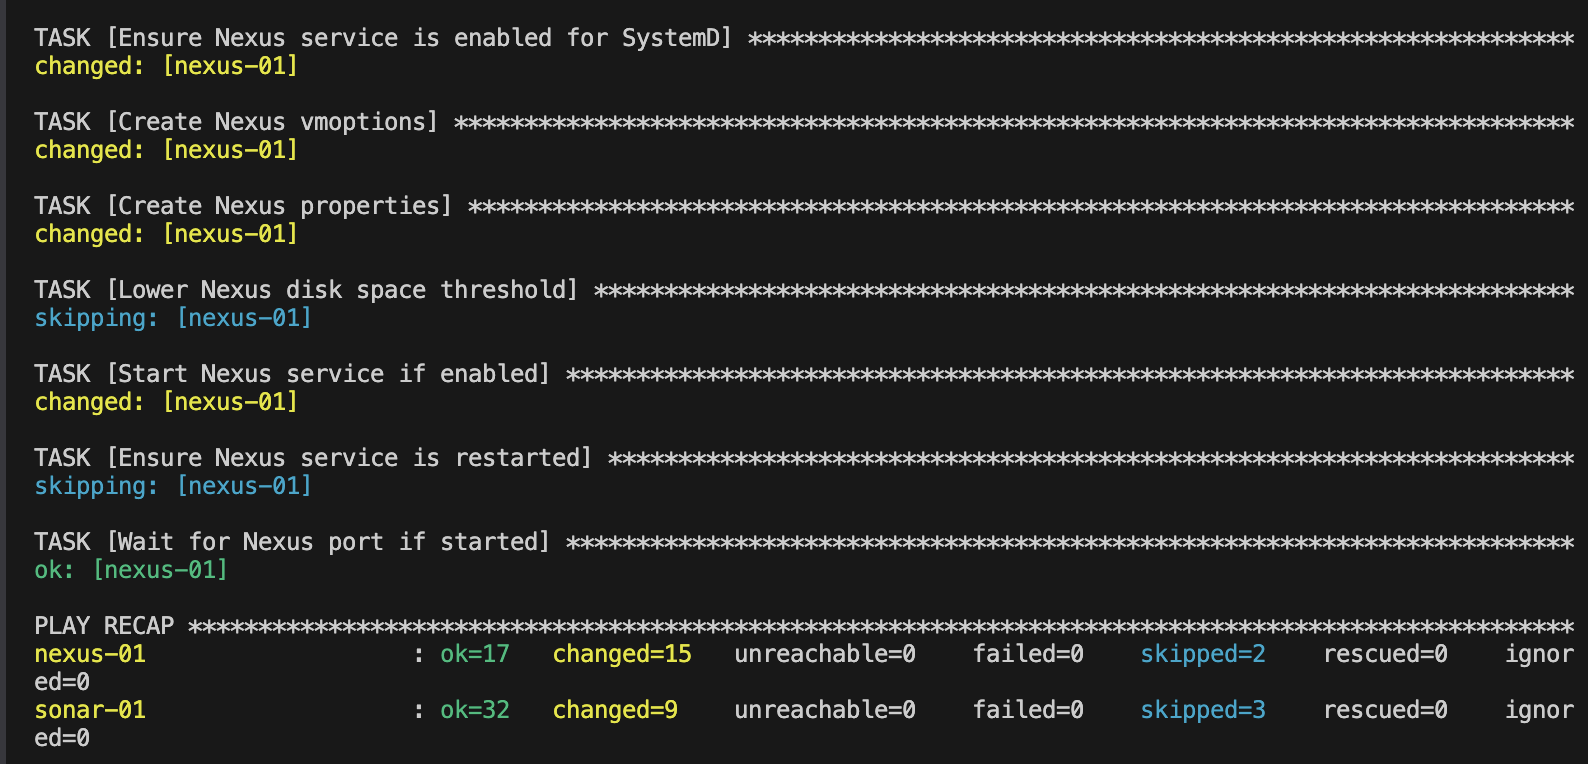 TASK [Ensure Nexus service is enabled for SystemD] ***********************************************************
changed: [nexus-01]
TASK [Create Nexus vmoptions] ********************************************************************************
changed: [nexus-01]
TASK [Create Nexus properties] *******************************************************************************
changed: [nexus-01]
TASK [Lower Nexus disk space threshold] **********************************************************************
skipping: [nexus-01]
TASK [Start Nexus service if enabled] ************************************************************************
changed: [nexus-01]
TASK [Ensure Nexus service is restarted] *********************************************************************
skipping: [nexus-01]
TASK [Wait for Nexus port if started] ************************************************************************
ok: [nexus-01]
PLAY RECAP ***************************************************************************************************
nexus-01                   : ok=17   changed=15   unreachable=0    failed=0    skipped=2    rescued=0    ignor
ed=0
sonar-01                   : ok=32   changed=9    unreachable=0    failed=0    skipped=3    rescued=0    ignor
ed=0